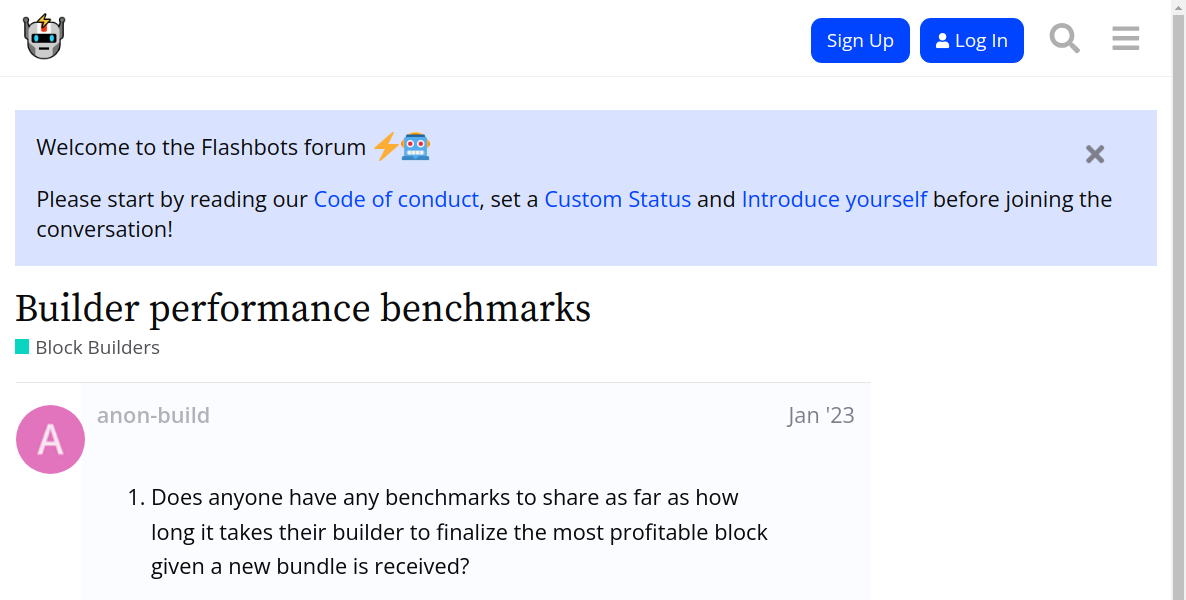 Sign Up
Log In
Welcome to the Flashbots forum
Please start by reading our Code of conduct, set a Custom Status and Introduce yourself before joining the
conversation!
Builder performance benchmarks
Block Builders
A
anon-build
Jan '23
1. Does anyone have any benchmarks to share as far as how
long it takes their builder to finalize the most profitable block
given a new bundle is received?